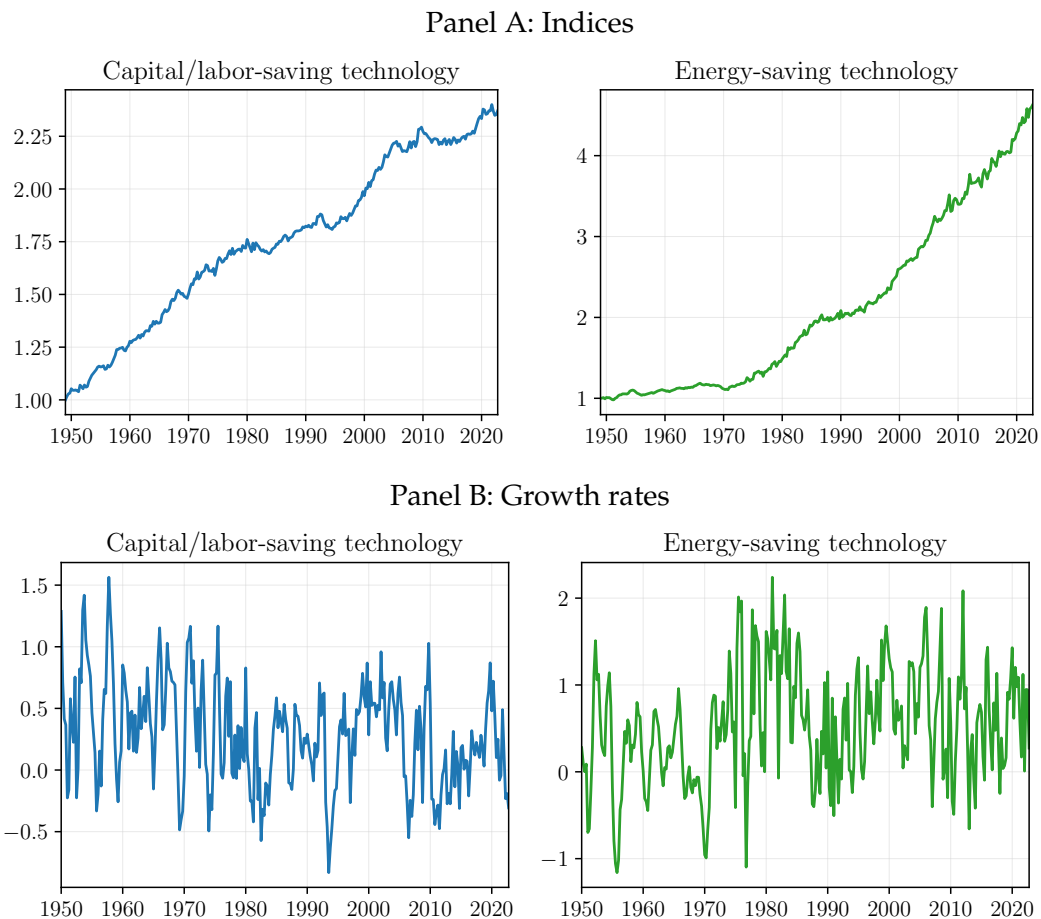 Panel A: Indices
Capital/labor-saving technology
2.25
2.00
1.75
1.50
1.25
1.00
1950 1960 1970 1980 1990 2000 2010 2020
Energy-saving technology
4
3
2
1
1950 1960 1970 1980 1990 2000 2010 2020
Panel B: Growth rates
Capital/labor-saving technology
1.5
1.0
0.5
0.0
−0.5
1950 1960 1970 1980 1990 2000 2010 2020
Energy-saving technology
2
1
0
−1
1950 1960 1970 1980 1990 2000 2010 2020